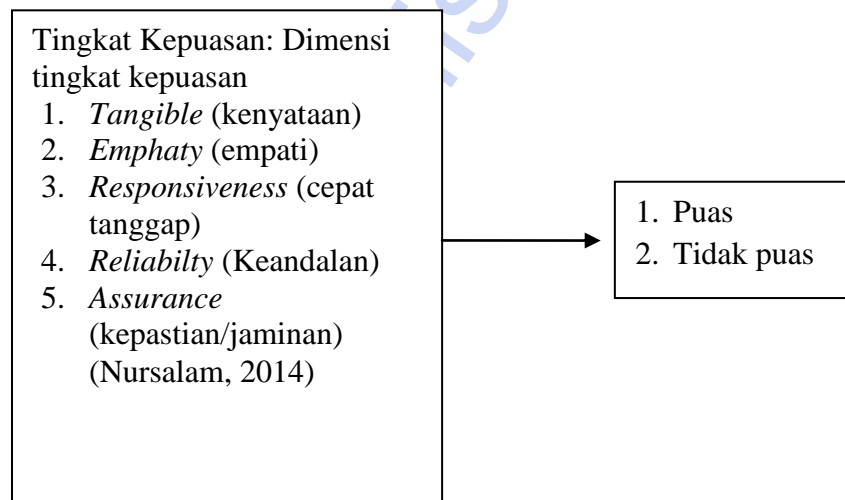 Tingkat Kepuasan: Dimensi
tingkat kepuasan
1. Tangible (kenyataan)
2. Emphaty (empati)
3. Responsiveness (cepat
tanggap)
4. Reliabilty (Keandalan)
5. Assurance
(kepastian/jaminan)
(Nursalam, 2014)
1. Puas
2. Tidak puas